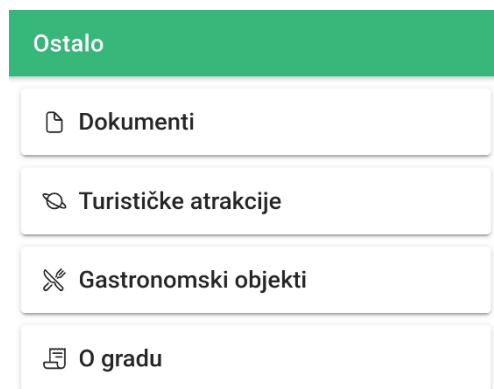 Ostalo
Dokumenti
Turističke atrakcije
Gastronomski objekti
O gradu